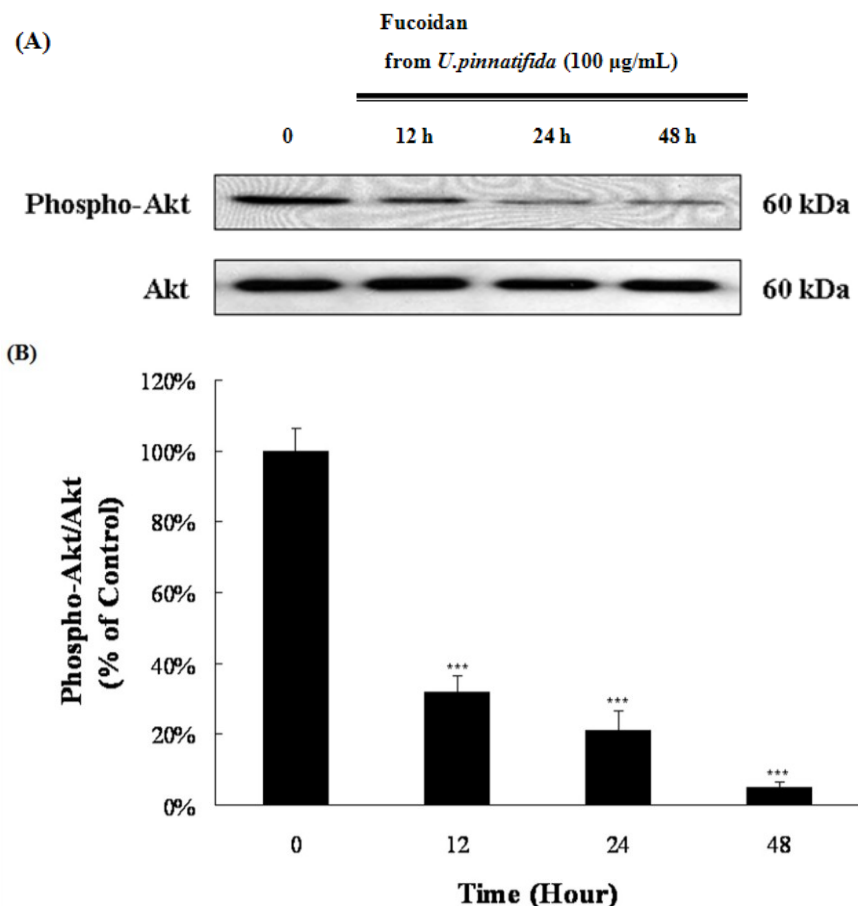 (A)
Fucoidan
from U.pinnatifida (100 µg/mL)
0 12 h 24 h 48 h
Phospho-Akt 60 kDa
Akt 60 kDa
(B)
120%
100%
80%
60%
40%
20%
0%
Phospho-Akt/Akt
(% of Control)
***
***
***
0 12 24 48
Time (Hour)